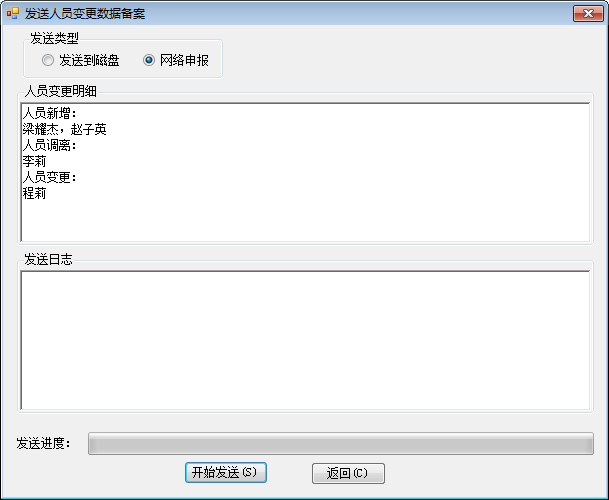 发送人员变更数据备案
发送类型
发送到磁盘 网络申报
人员变更明细
人员新增:
梁耀杰，赵子英
人员调离:
李莉
人员变更:
程莉
发送日志
发送进度:
开始发送(S) 返回(C)